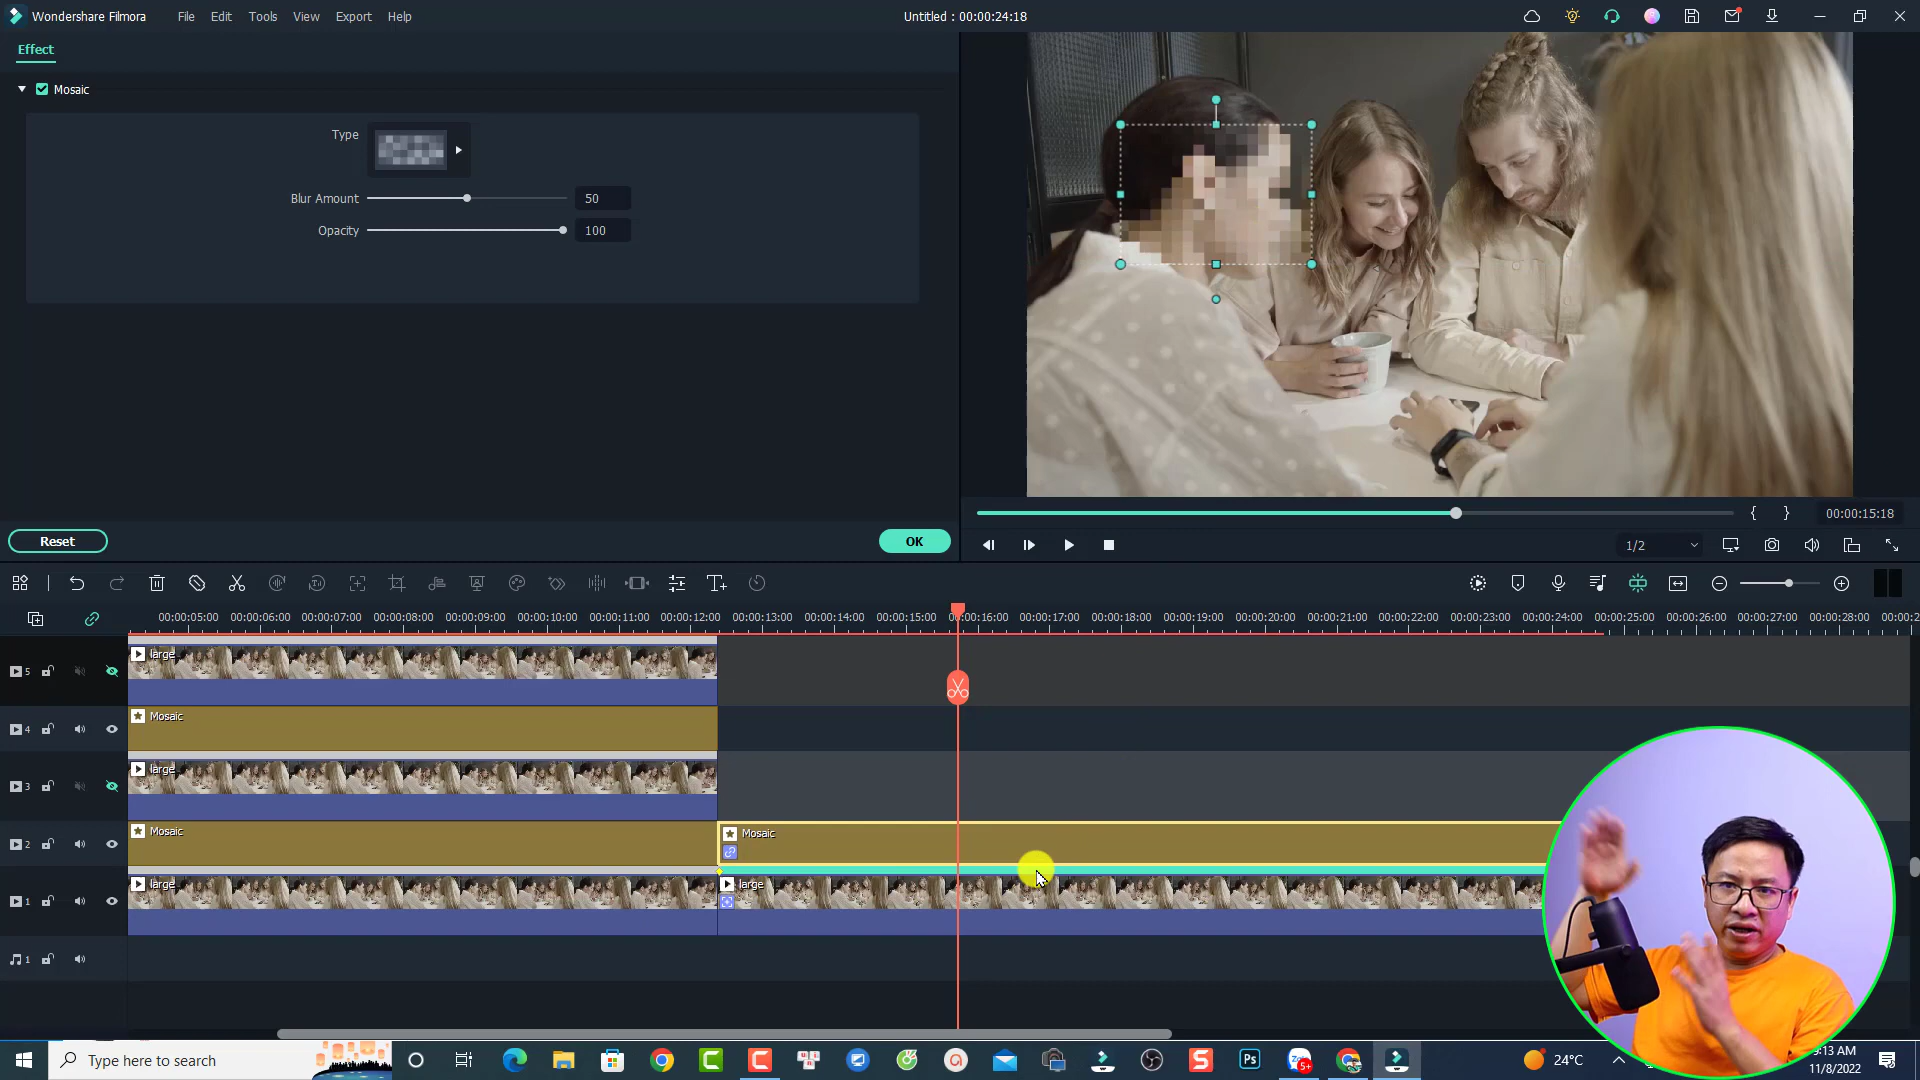 Wondershare Filmora File Edit Tools View Export Help Untitled : 00:00:24:18
Effect
Mosaic
Type
Blur Amount 50
Opacity 100
Reset OK
{ } 00:00:15:18
1/2
00:00:05:00 00:00:06:00 00:00:07:00 00:00:08:00 00:00:09:00 00:00:10:00 00:00:11:00 00:00:12:00 00:00:13:00 00:00:14:00 00:00:15:00 00:00:16:00 00:00:17:00 00:00:18:00 00:00:19:00 00:00:20:00 00:00:21:00 00:00:22:00 00:00:23:00 00:00:24:00 00:00:25:00 00:00:26:00 00:00:27:00 00:00:28:00
5 large
4 Mosaic
3 large
2 Mosaic Mosaic
1 large large
1
Type here to search Ps 5+ 24°C 9:13 AM
11/8/2022